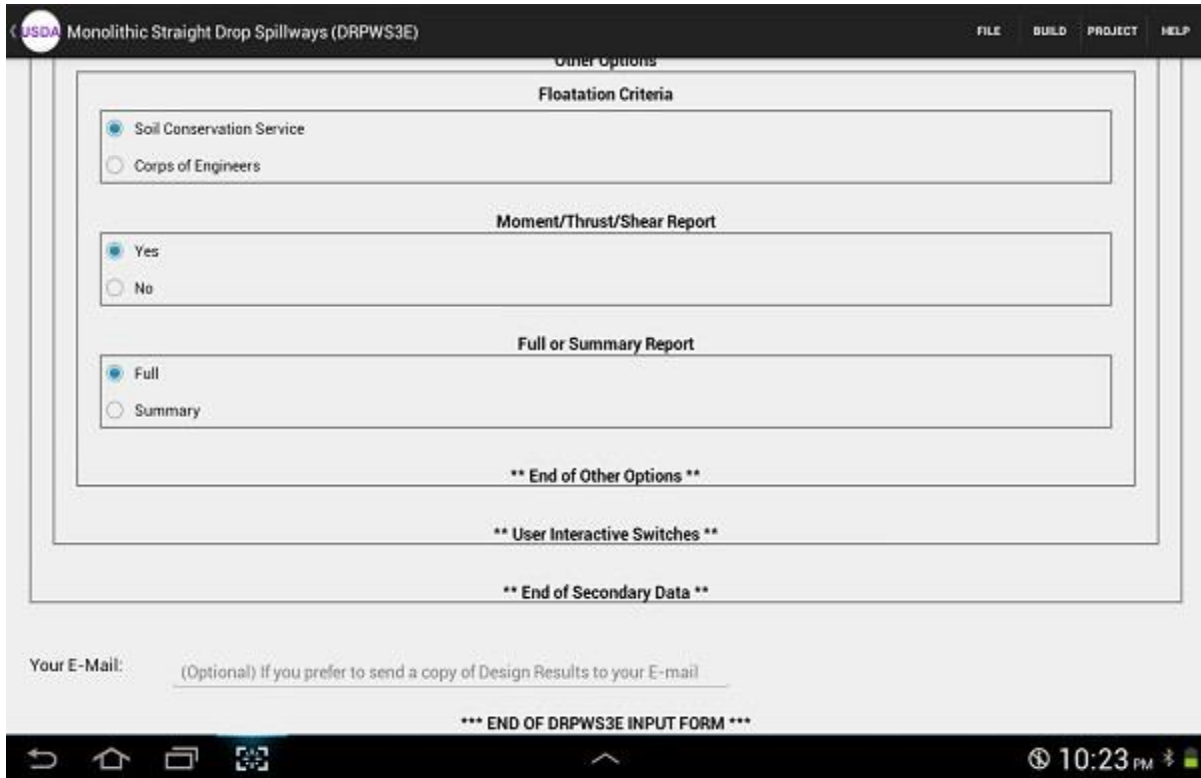 USDA Monolithic Straight Drop Spillways (DRPWS3E) FILE BUILD PROJECT HELP
Other Options
Floatation Criteria
Soil Conservation Service
Corps of Engineers
Moment/Thrust/Shear Report
Yes
No
Full or Summary Report
Full
Summary
** End of Other Options **
** User Interactive Switches **
** End of Secondary Data **
Your E-Mail: (Optional) If you prefer to send a copy of Design Results to your E-mail
*** END OF DRPWS3E INPUT FORM ***
10:23 PM